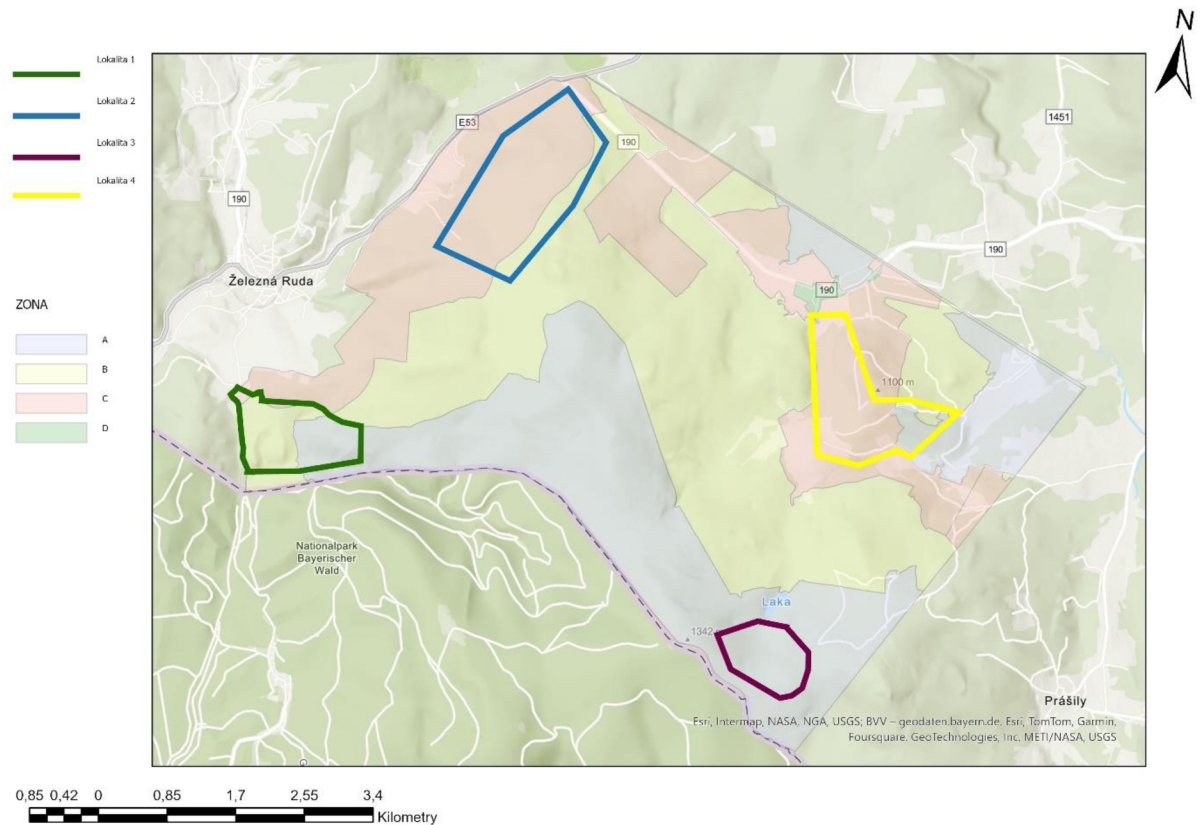 N
Lokalita 1
Lokalita 2
Lokalita 3
Lokalita 4
ZONA
A
B
C
D
E53
190
1451
190
190
Železná Ruda
190
1100 m
Nationalpark
Bayerischer
Wald
Laka
1342
Prášily
Esri, Intermap, NASA, NGA, USGS; BVV – geodaten.bayern.de, Esri, TomTom, Garmin,
Foursquare, GeoTechnologies, Inc, METI/NASA, USGS
0,85 0,42 0 0,85 1,7 2,55 3,4
Kilometry